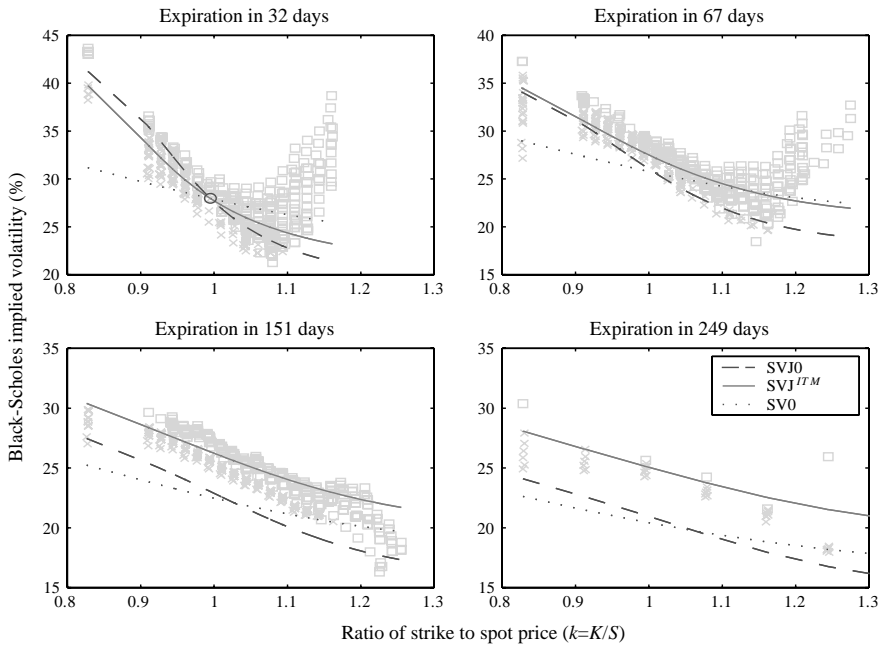 Expiration in 32 days
Expiration in 67 days
45
40
35
30
25
20
0.8 0.9 1 1.1 1.2 1.3
40
35
30
25
20
15
0.8 0.9 1 1.1 1.2 1.3
Black-Scholes implied volatility (%)
Expiration in 151 days
Expiration in 249 days
35
30
25
20
15
0.8 0.9 1 1.1 1.2 1.3
35
30
25
20
15
0.8 0.9 1 1.1 1.2 1.3
SVJ0
SVJ^ITM
SV0
Ratio of strike to spot price (k=K/S)